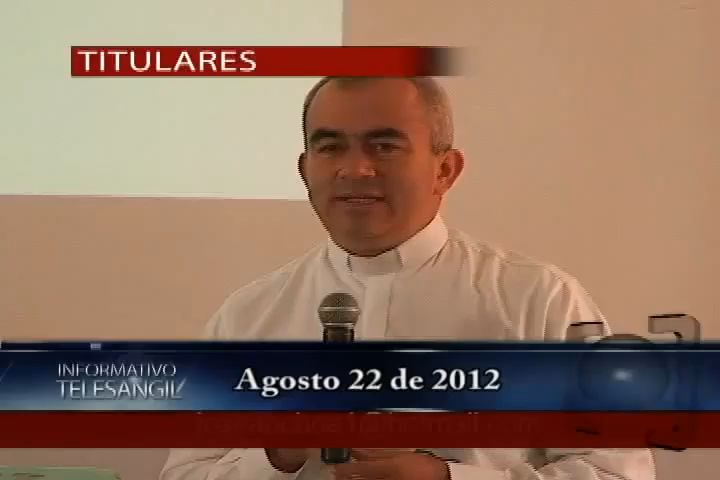 TITULARES
INFORMATIVO
TELESANGIL
Agosto 22 de 2012